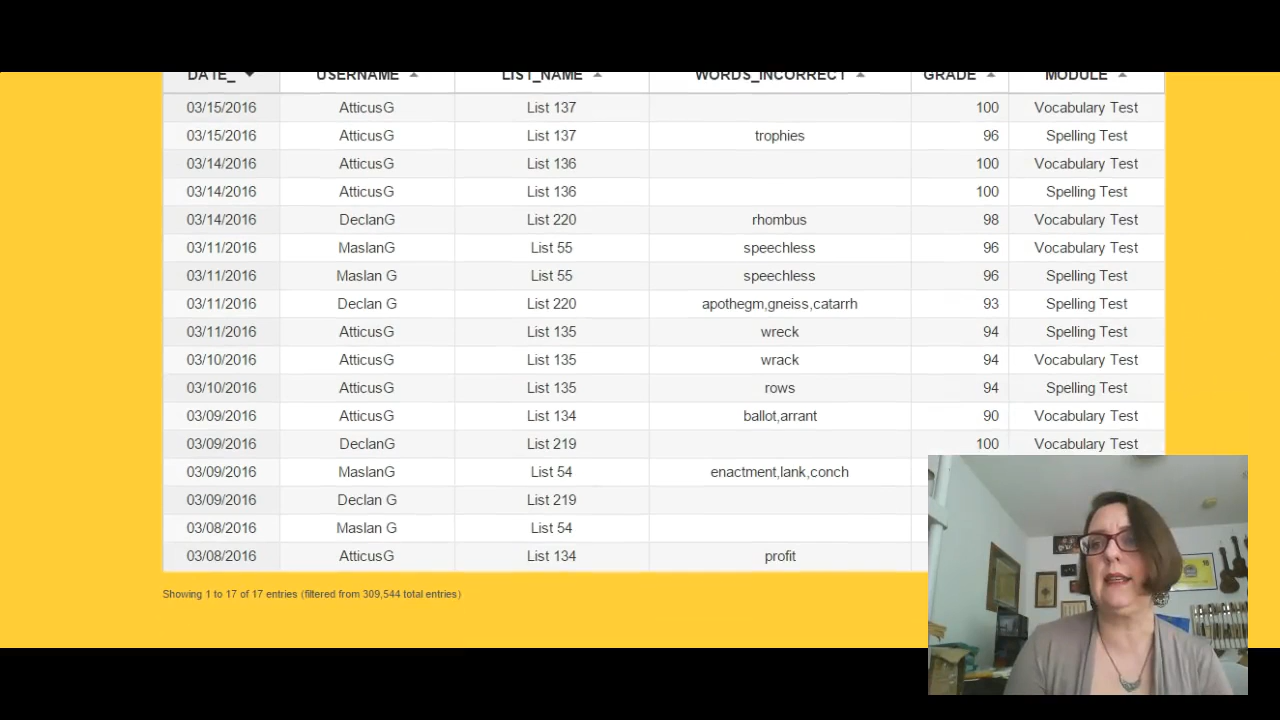 DATE_ USERNAME LIST_NAME WORDS_INCORRECT GRADE MODULE
03/15/2016 AtticusG List 137 100 Vocabulary Test
03/15/2016 AtticusG List 137 trophies 96 Spelling Test
03/14/2016 AtticusG List 136 100 Vocabulary Test
03/14/2016 AtticusG List 136 100 Spelling Test
03/14/2016 DeclanG List 220 rhombus 98 Vocabulary Test
03/11/2016 MaslanG List 55 speechless 96 Vocabulary Test
03/11/2016 Maslan G List 55 speechless 96 Spelling Test
03/11/2016 Declan G List 220 apothegm,gneiss,catarrh 93 Spelling Test
03/11/2016 AtticusG List 135 wreck 94 Spelling Test
03/10/2016 AtticusG List 135 wrack 94 Vocabulary Test
03/10/2016 AtticusG List 135 rows 94 Spelling Test
03/09/2016 AtticusG List 134 ballot,arrant 90 Vocabulary Test
03/09/2016 DeclanG List 219 100 Vocabulary Test
03/09/2016 MaslanG List 54 enactment,lank,conch
03/09/2016 Declan G List 219
03/08/2016 Maslan G List 54
03/08/2016 AtticusG List 134 profit
Showing 1 to 17 of 17 entries (filtered from 309,544 total entries)